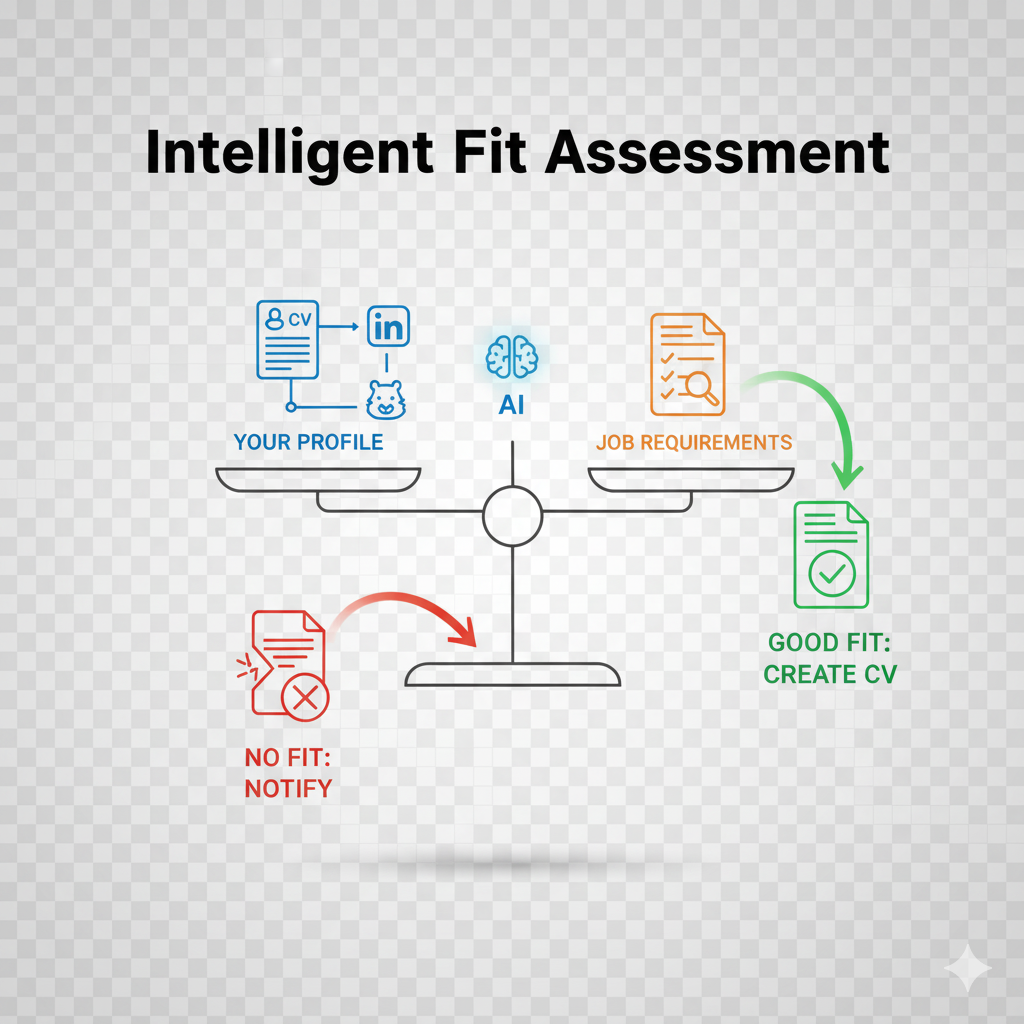 Intelligent Fit Assessment
CV
in
AI
YOUR PROFILE
JOB REQUIREMENTS
GOOD FIT:
CREATE CV
NO FIT:
NOTIFY